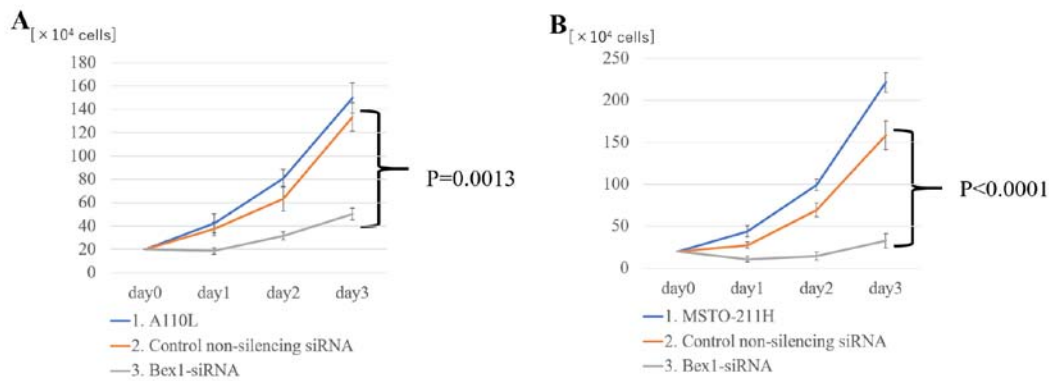 A [×10⁴ cells]
180
160
140
120
100
80
60
40
20
0
day0 day1 day2 day3
P=0.0013
1. A110L
2. Control non-silencing siRNA
3. Bex1-siRNA
B [×10⁴ cells]
250
200
150
100
50
0
day0 day1 day2 day3
P<0.0001
1. MSTO-211H
2. Control non-silencing siRNA
3. Bex1-siRNA